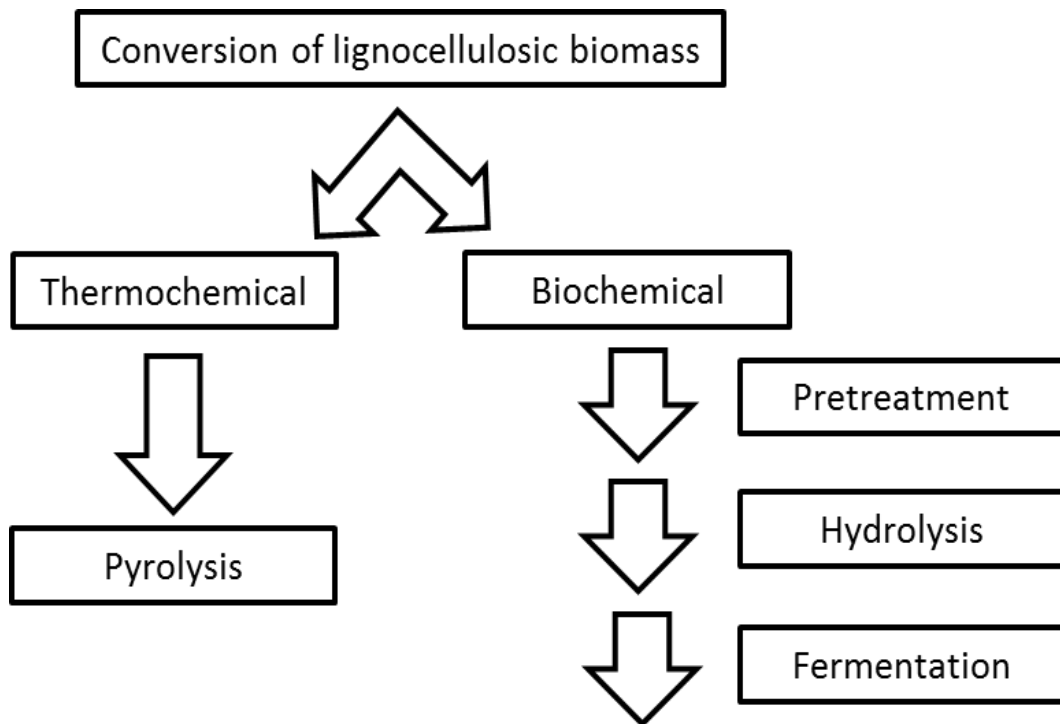 Conversion of lignocellulosic biomass
Thermochemical
Biochemical
Pretreatment
Hydrolysis
Pyrolysis
Fermentation